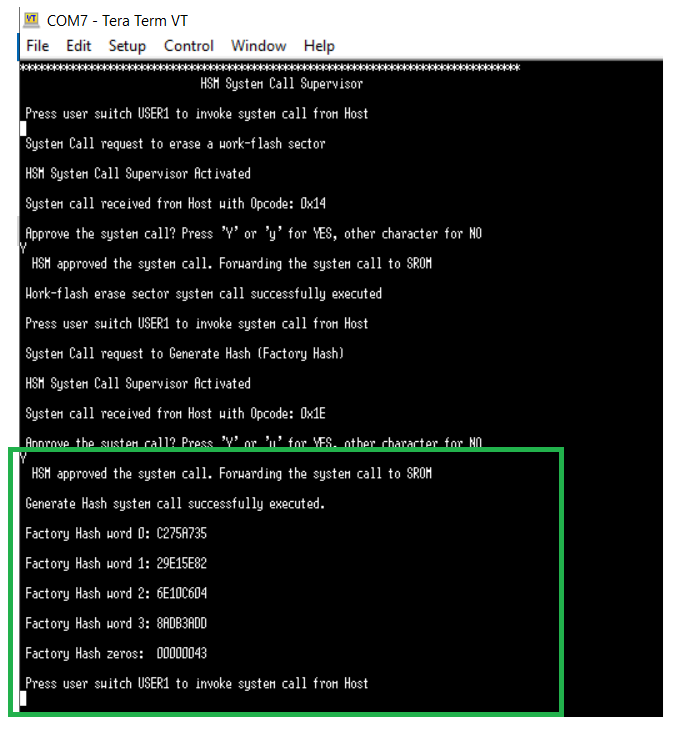 COM7 - Tera Term VT
File Edit Setup Control Window Help
********************************************************************************
HSM System Call Supervisor
Press user switch USER1 to invoke system call from Host
System Call request to erase a work-flash sector
HSM System Call Supervisor Activated
System call received from Host with Opcode: 0x14
Approve the system call? Press 'Y' or 'y' for YES, other character for NO
Y
HSM approved the system call. Forwarding the system call to SROM
Work-flash erase sector system call successfully executed
Press user switch USER1 to invoke system call from Host
System Call request to Generate Hash (Factory Hash)
HSM System Call Supervisor Activated
System call received from Host with Opcode: 0x1E
Approve the system call? Press 'Y' or 'y' for YES, other character for NO
Y
HSM approved the system call. Forwarding the system call to SROM
Generate Hash system call successfully executed.
Factory Hash word 0: C275A735
Factory Hash word 1: 29E15E82
Factory Hash word 2: 6E10C604
Factory Hash word 3: 8ADB3ADD
Factory Hash zeros: 00000043
Press user switch USER1 to invoke system call from Host